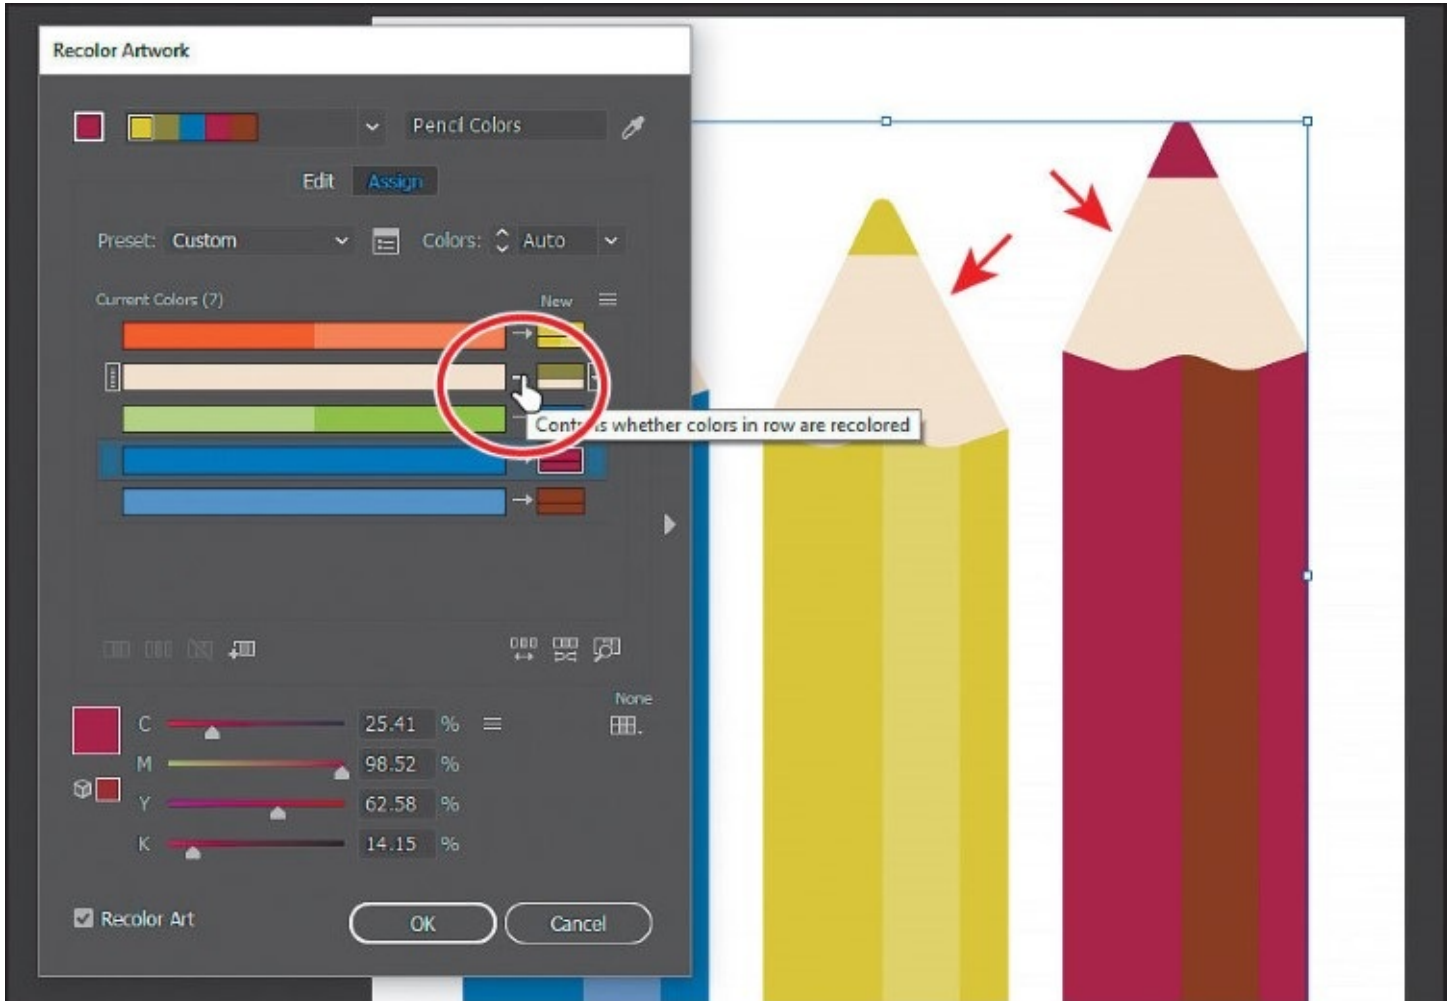 Recolor Artwork
Pencil Colors
Edit Assign
Preset: Custom Colors: Auto
Current Colors (7) New
Controls whether colors in row are recolored
None
C 25.41 %
M 98.52 %
Y 62.58 %
K 14.15 %
Recolor Art OK Cancel